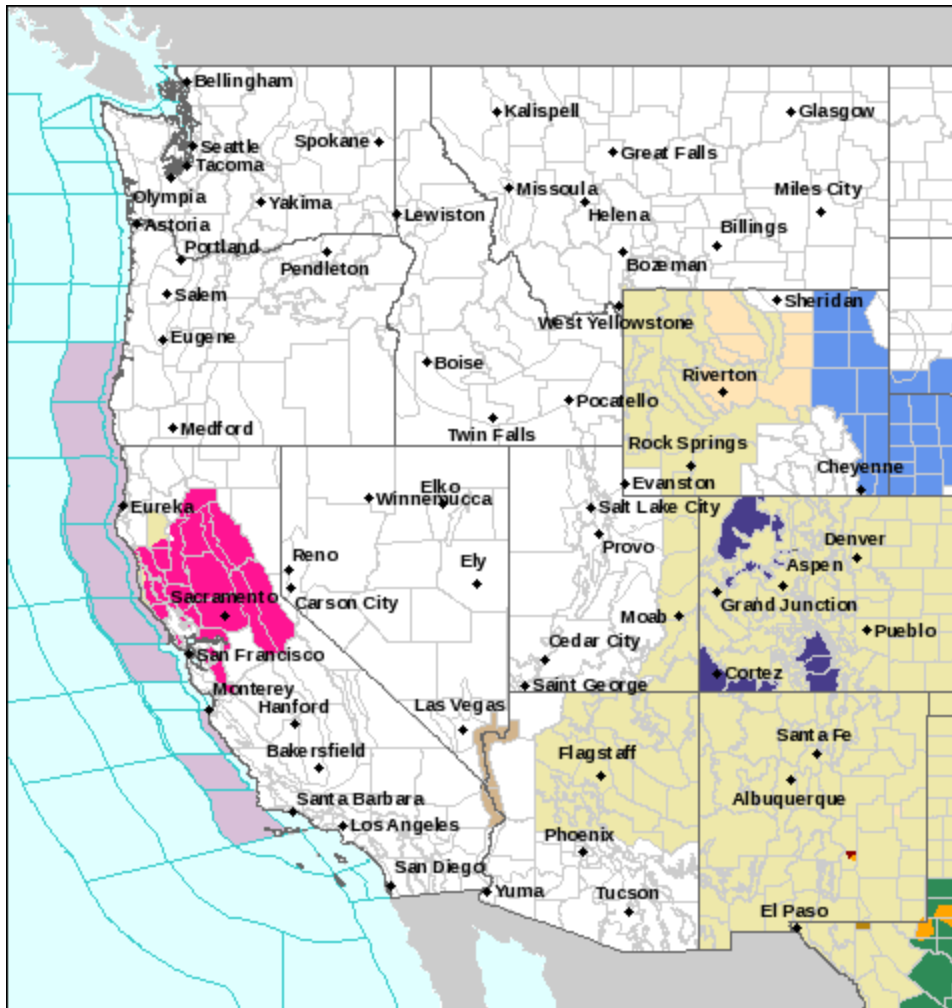 Bellingham
Kalispell
Glasgow
Seattle
Spokane
Great Falls
Tacoma
Missoula
Miles City
Olympia
Yakima
Lewiston
Helena
Billings
Astoria
Portland
Pendleton
Bozeman
Salem
Sheridan
West Yellowstone
Eugene
Boise
Riverton
Pocatello
Medford
Twin Falls
Rock Springs
Cheyenne
Elko
Evanston
Winnemucca
Eureka
Salt Lake City
Provo
Denver
Reno
Ely
Aspen
Sacramento
Carson City
Grand Junction
Moab
Pueblo
Cedar City
San Francisco
Cortez
Monterey
Saint George
Hanford
Las Vegas
Santa Fe
Bakersfield
Flagstaff
Albuquerque
Santa Barbara
Los Angeles
Phoenix
San Diego
Yuma
Tucson
El Paso